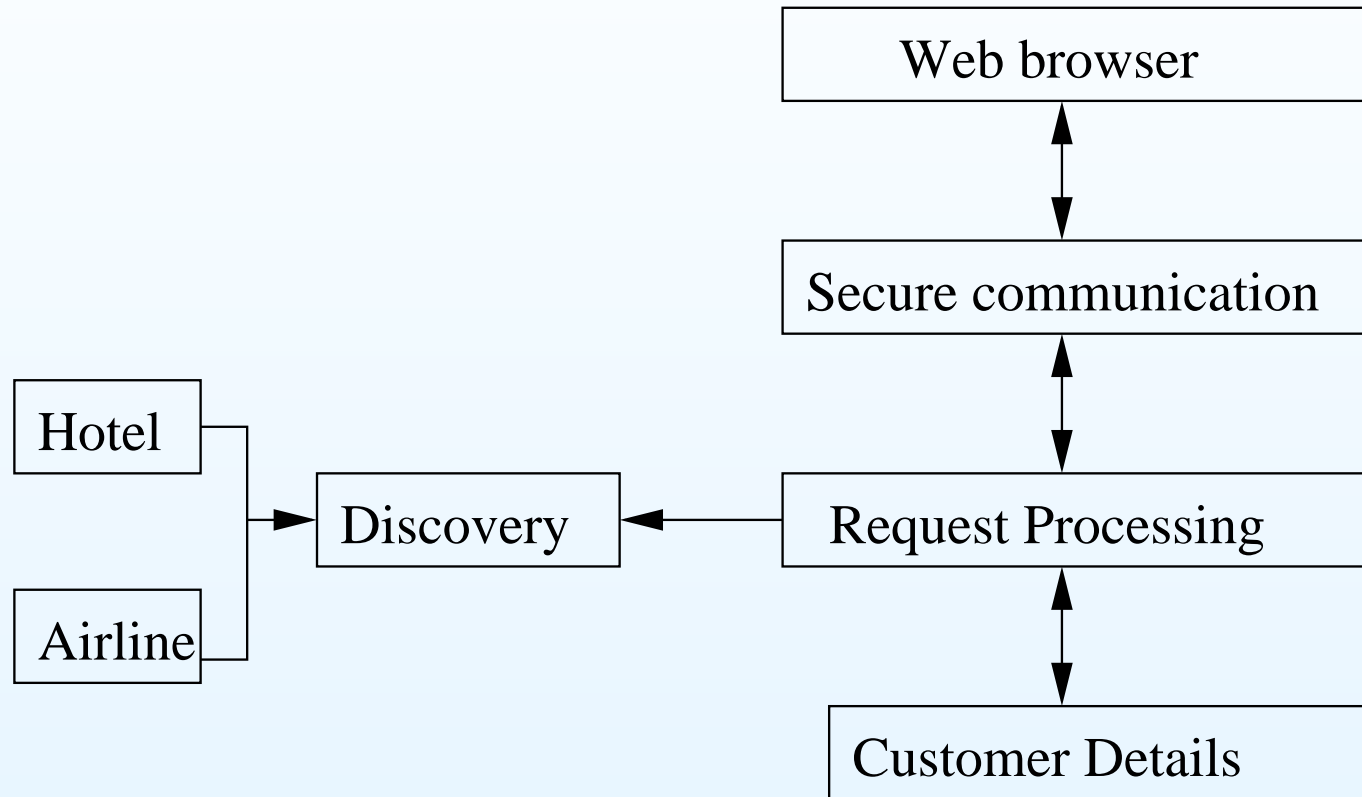 Web browser
Secure communication
Hotel
Discovery
Request Processing
Airline
Customer Details